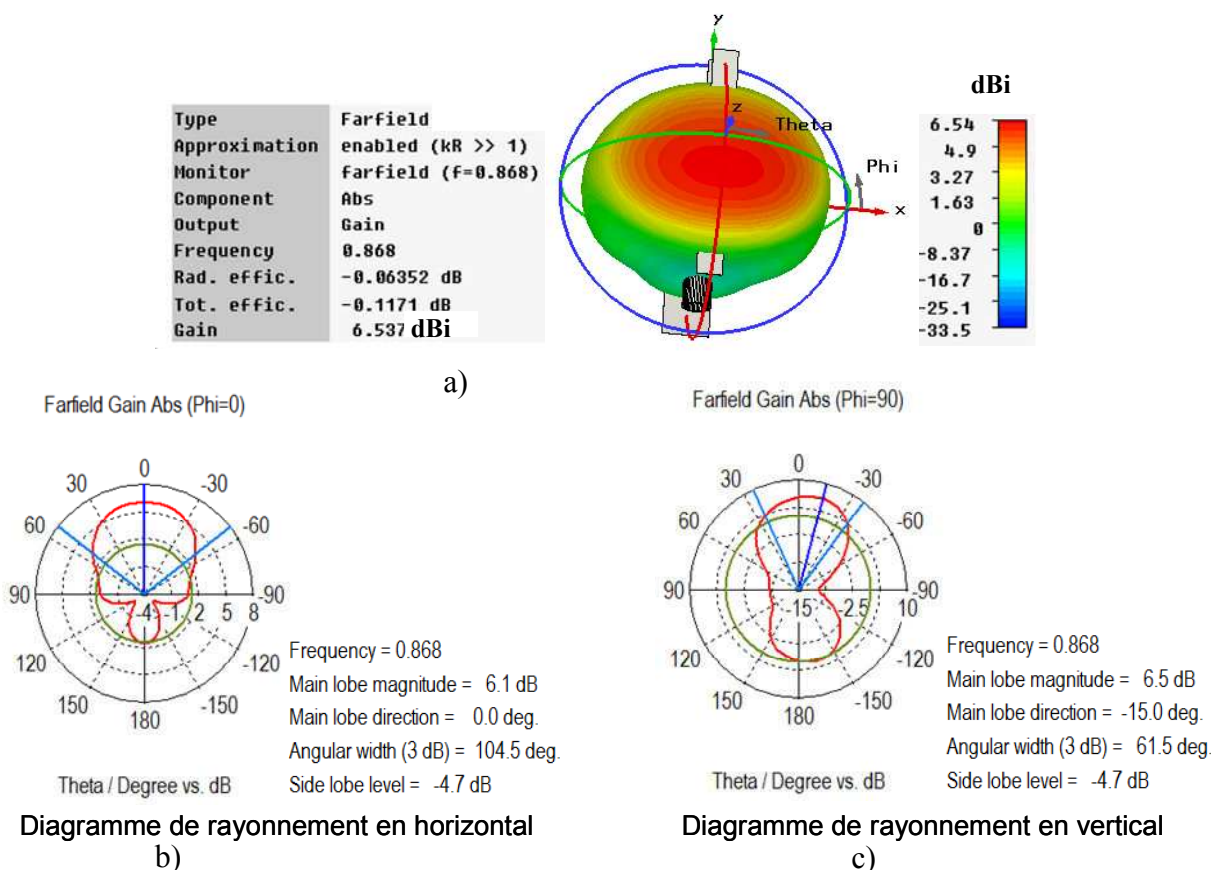 Type Farfield
Approximation enabled (kR >> 1)
Monitor farfield (f=0.868)
Component Abs
Output Gain
Frequency 0.868
Rad. effic. -0.06352 dB
Tot. effic. -0.1171 dB
Gain 6.537 dBi
y
z
Theta
Phi
x
dBi
6.54
4.9
3.27
1.63
0
-8.37
-16.7
-25.1
-33.5
a)
Farfield Gain Abs (Phi=0)
0
30 -30
60 -60
90 -4 -1 2 5 8 -90
120 -120
150 -150
180
Frequency = 0.868
Main lobe magnitude = 6.1 dB
Main lobe direction = 0.0 deg.
Angular width (3 dB) = 104.5 deg.
Side lobe level = -4.7 dB
Theta / Degree vs. dB
Diagramme de rayonnement en horizontal
b)
Farfield Gain Abs (Phi=90)
0
30 -30
60 -60
90 -15 -2.5 10 -90
120 -120
150 -150
180
Frequency = 0.868
Main lobe magnitude = 6.5 dB
Main lobe direction = -15.0 deg.
Angular width (3 dB) = 61.5 deg.
Side lobe level = -4.7 dB
Theta / Degree vs. dB
Diagramme de rayonnement en vertical
c)